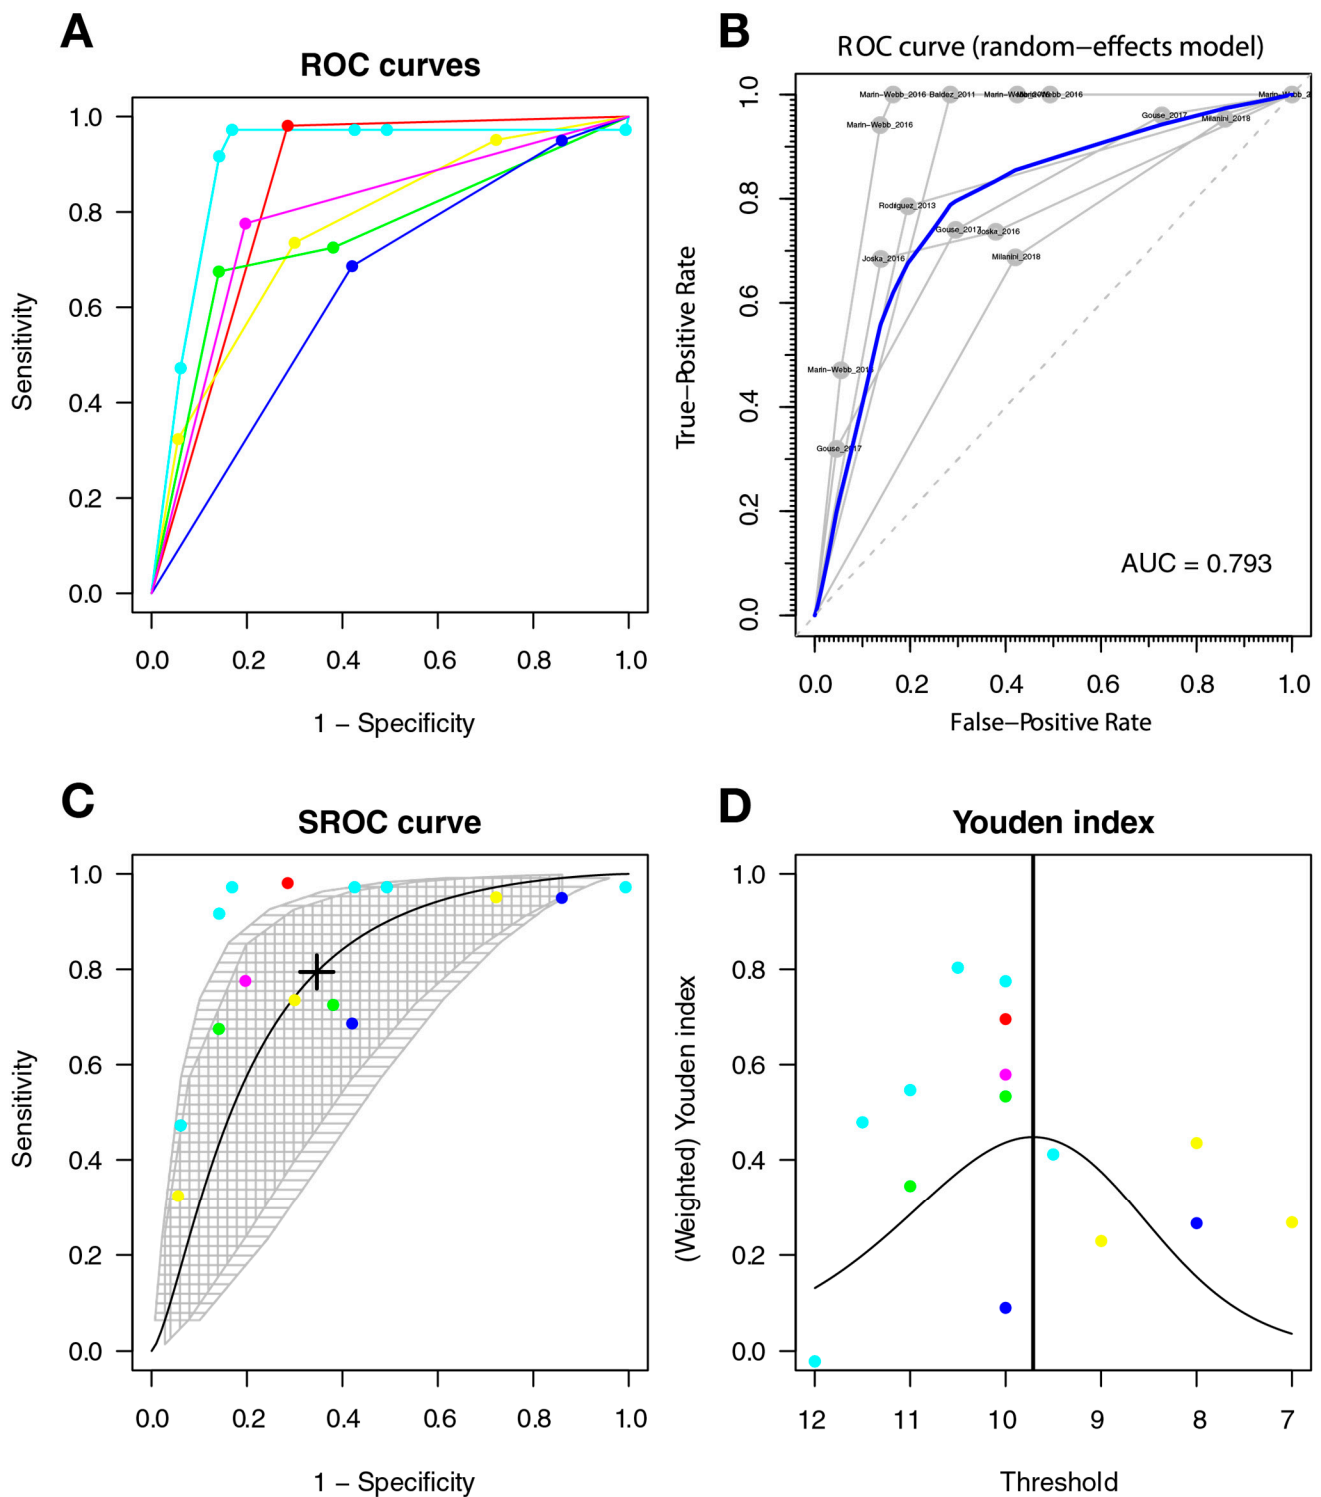 A
ROC curves
Sensitivity
1.0
0.8
0.6
0.4
0.2
0.0
0.0 0.2 0.4 0.6 0.8 1.0
1 − Specificity
B
ROC curve (random−effects model)
True−Positive Rate
1.0
0.8
0.6
0.4
0.2
0.0
Marin-Webb_2016 Baldez_2011 Marin-Webb_2016
Marin-Webb_2016
Gouse_2017 Milanini_2018
Rodriguez_2013
Gouse_2017 Joska_2016
Joska_2016 Milanini_2018
Marin-Webb_2016
Gouse_2017
AUC = 0.793
0.0 0.2 0.4 0.6 0.8 1.0
False−Positive Rate
C
SROC curve
Sensitivity
1.0
0.8
0.6
0.4
0.2
0.0
0.0 0.2 0.4 0.6 0.8 1.0
1 − Specificity
D
Youden index
(Weighted) Youden index
1.0
0.8
0.6
0.4
0.2
0.0
12 11 10 9 8 7
Threshold